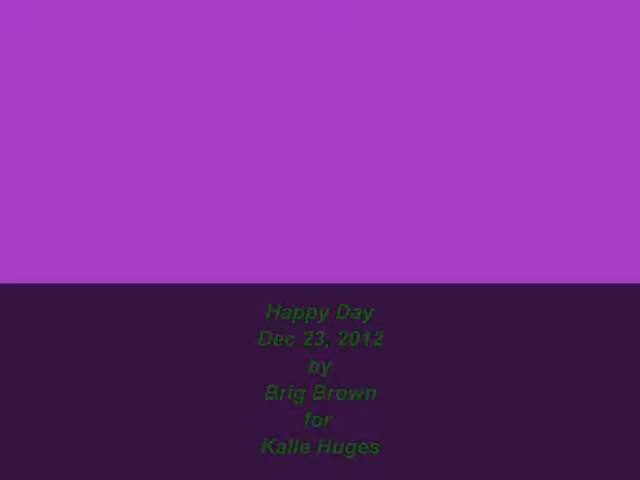 Happy Day
Dec 23, 2012
by
Brig Brown
for
Kalle Huges